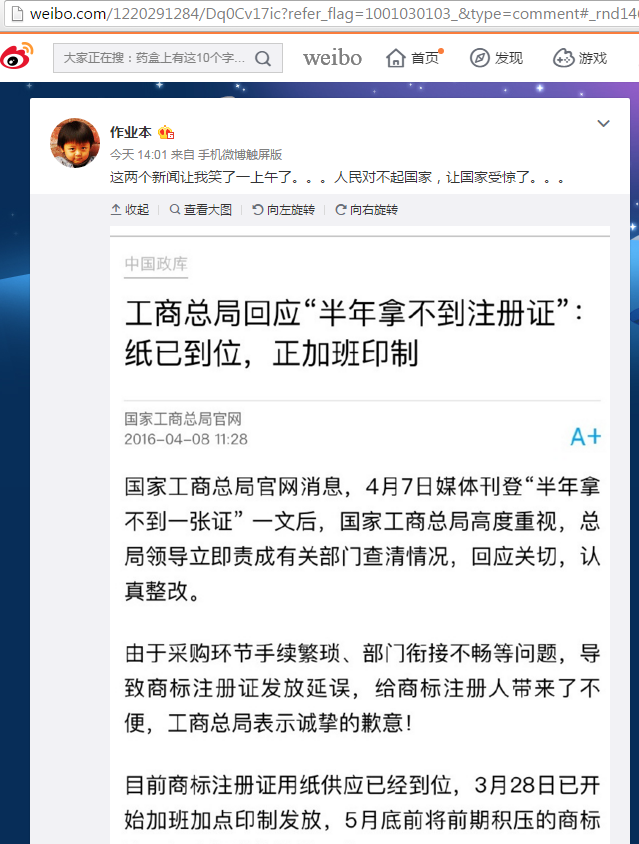 weibo.com/1220291284/Dq0Cv17ic?refer_flag=1001030103_&type=comment#_rnd146
大家正在搜：药盒上有这10个字...
weibo
首页
发现
游戏
作业本
今天 14:01 来自 手机微博触屏版
这两个新闻让我笑了一上午了。。。人民对不起国家，让国家受惊了。。。
收起
查看大图
向左旋转
向右旋转
中国政库
工商总局回应“半年拿不到注册证”：
纸已到位，正加班印制
国家工商总局官网
2016-04-08 11:28
A+
国家工商总局官网消息，4月7日媒体刊登“半年拿
不到一张证” 一文后，国家工商总局高度重视，总
局领导立即责成有关部门查清情况，回应关切，认
真整改。
由于采购环节手续繁琐、部门衔接不畅等问题，导
致商标注册证发放延误，给商标注册人带来了不
便，工商总局表示诚挚的歉意！
目前商标注册证用纸供应已经到位，3月28日已开
始加班加点印制发放，5月底前将前期积压的商标